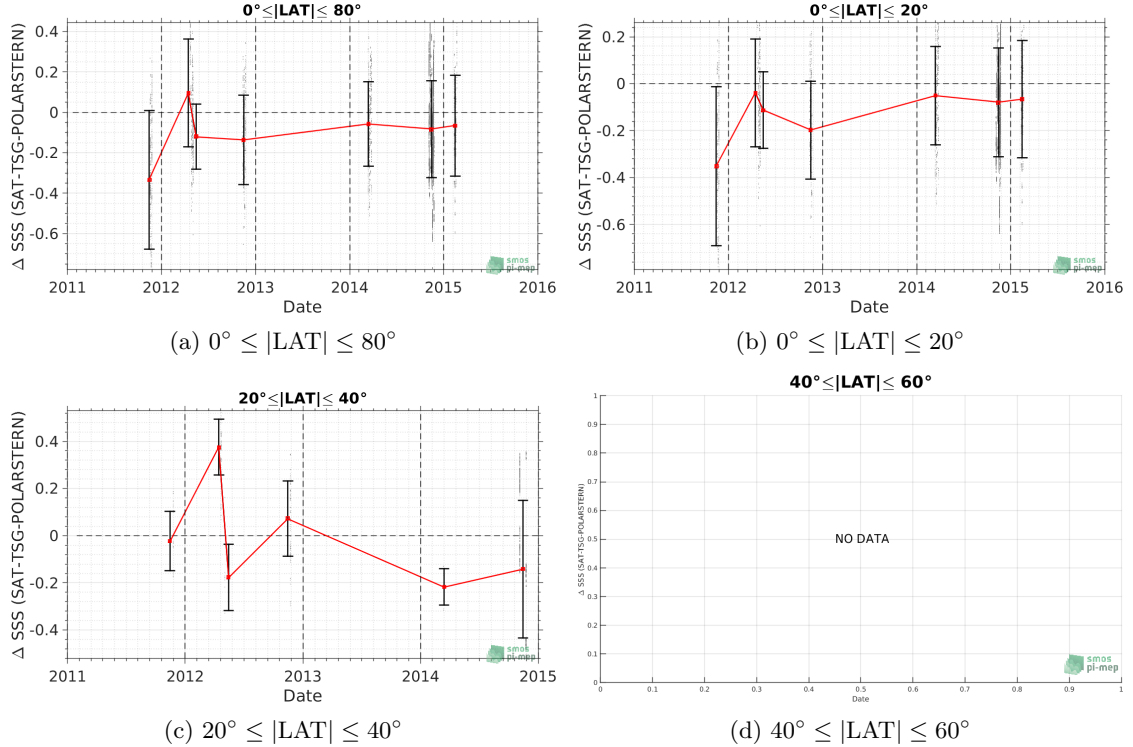 0°≤|LAT|≤ 80°
Δ SSS (SAT-TSG-POLARSTERN)
0.4
0.2
0
-0.2
-0.4
-0.6
2011 2012 2013 2014 2015 2016
Date
smos
pi-mep
(a) 0° ≤ |LAT| ≤ 80°
0°≤|LAT|≤ 20°
Δ SSS (SAT-TSG-POLARSTERN)
0.2
0
-0.2
-0.4
-0.6
2011 2012 2013 2014 2015 2016
Date
smos
pi-mep
(b) 0° ≤ |LAT| ≤ 20°
20°≤|LAT|≤ 40°
Δ SSS (SAT-TSG-POLARSTERN)
0.4
0.2
0
-0.2
-0.4
2011 2012 2013 2014 2015
Date
smos
pi-mep
(c) 20° ≤ |LAT| ≤ 40°
40°≤|LAT|≤ 60°
Δ SSS (SAT-TSG-POLARSTERN)
1
0.9
0.8
0.7
0.6
0.5
0.4
0.3
0.2
0.1
0
NO DATA
0 0.1 0.2 0.3 0.4 0.5 0.6 0.7 0.8 0.9 1
Date
smos
pi-mep
(d) 40° ≤ |LAT| ≤ 60°